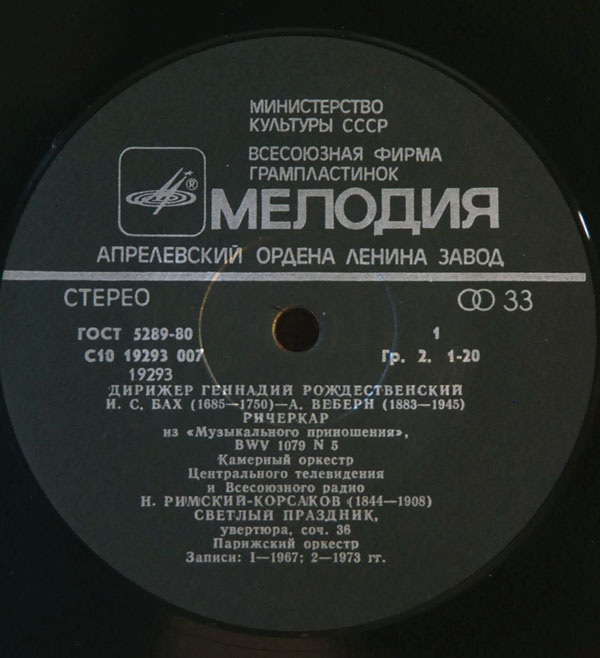 МИНИСТЕРСТВО
КУЛЬТУРЫ СССР
ВСЕСОЮЗНАЯ ФИРМА
ГРАМПЛАСТИНОК
® МЕЛОДИЯ
АПРЕЛЕВСКИЙ ОРДЕНА ЛЕНИНА ЗАВОД
СТЕРЕО 33
ГОСТ 5289-80 1
С10 19293 007 Гр. 2. 1-20
19293
ДИРИЖЕР ГЕННАДИЙ РОЖДЕСТВЕНСКИЙ
И. С. БАХ (1685—1750)—А. ВЕБЕРН (1883—1945)
РИЧЕРКАР
из «Музыкального приношения»,
BWV 1079 N 5
Камерный оркестр
Центрального телевидения
и Всесоюзного радио
Н. РИМСКИЙ-КОРСАКОВ (1844—1908)
СВЕТЛЫЙ ПРАЗДНИК,
увертюра, соч. 36
Парижский оркестр
Записи: 1—1967; 2—1973 гг.